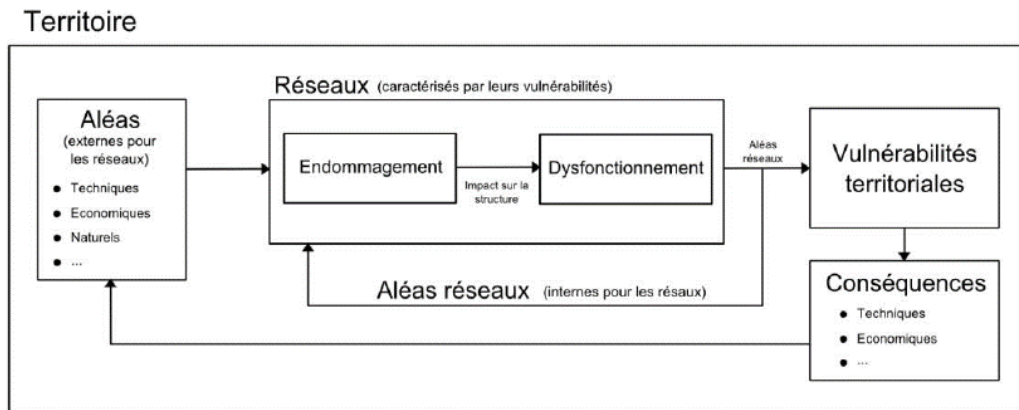 Territoire
Réseaux (caractérisés par leurs vulnérabilités)
Aléas
(externes pour
les réseaux)
● Techniques
● Economiques
● Naturels
● ...
Endommagement
Impact sur la
structure
Dysfonctionnement
Aléas
réseaux
Vulnérabilités
territoriales
Aléas réseaux (internes pour les résaux)
Conséquences
● Techniques
● Economiques
● ...